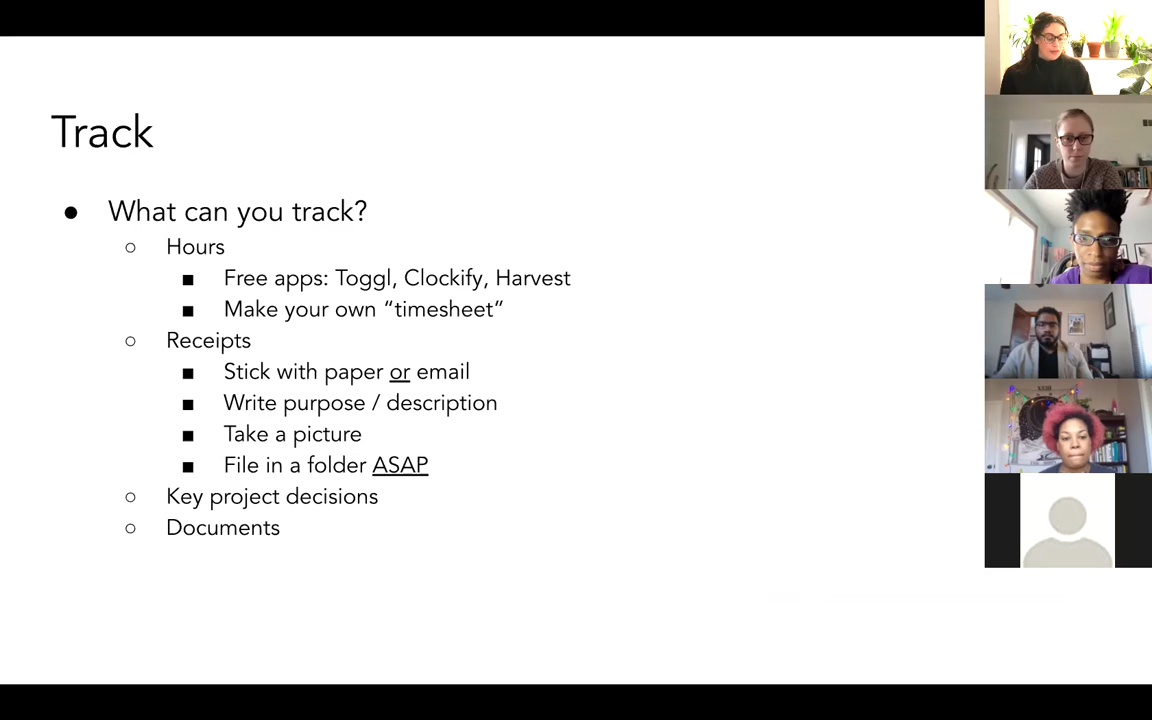 Track
● What can you track?
○ Hours
■ Free apps: Toggl, Clockify, Harvest
■ Make your own “timesheet”
○ Receipts
■ Stick with paper or email
■ Write purpose / description
■ Take a picture
■ File in a folder ASAP
○ Key project decisions
○ Documents